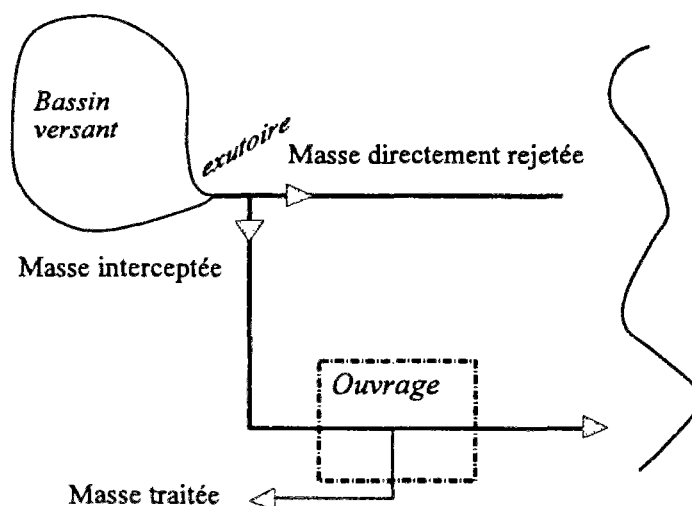 Bassin
versant
exutoire
Masse directement rejetée
Masse interceptée
Ouvrage
Masse traitée